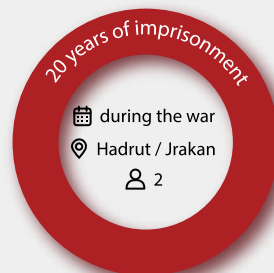 20 years of imprisonment
during the war
Hadrut / Jrakan
2